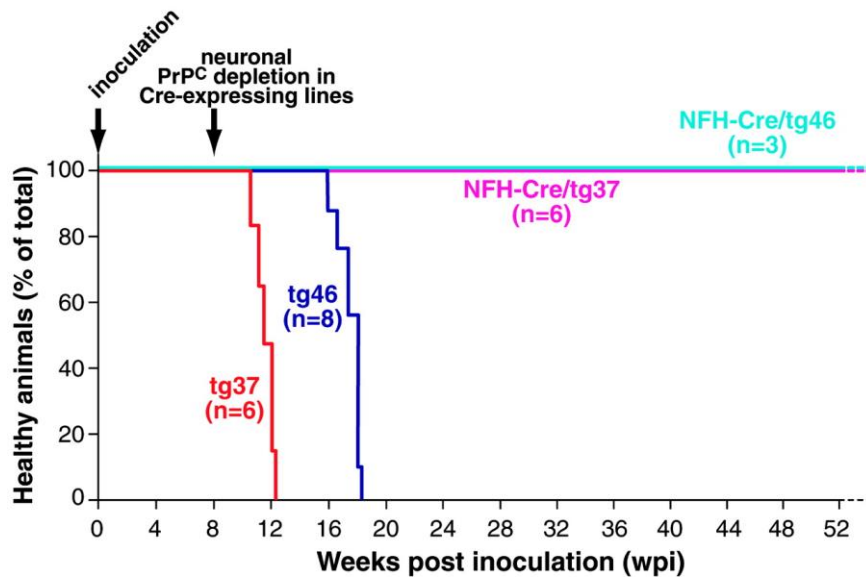 inoculation
neuronal
PrPC depletion in
Cre-expressing lines
NFH-Cre/tg46
(n=3)
NFH-Cre/tg37
(n=6)
tg46
(n=8)
tg37
(n=6)
Healthy animals (% of total)
100
80
60
40
20
0
0 4 8 12 16 20 24 28 32 36 40 44 48 52
Weeks post inoculation (wpi)